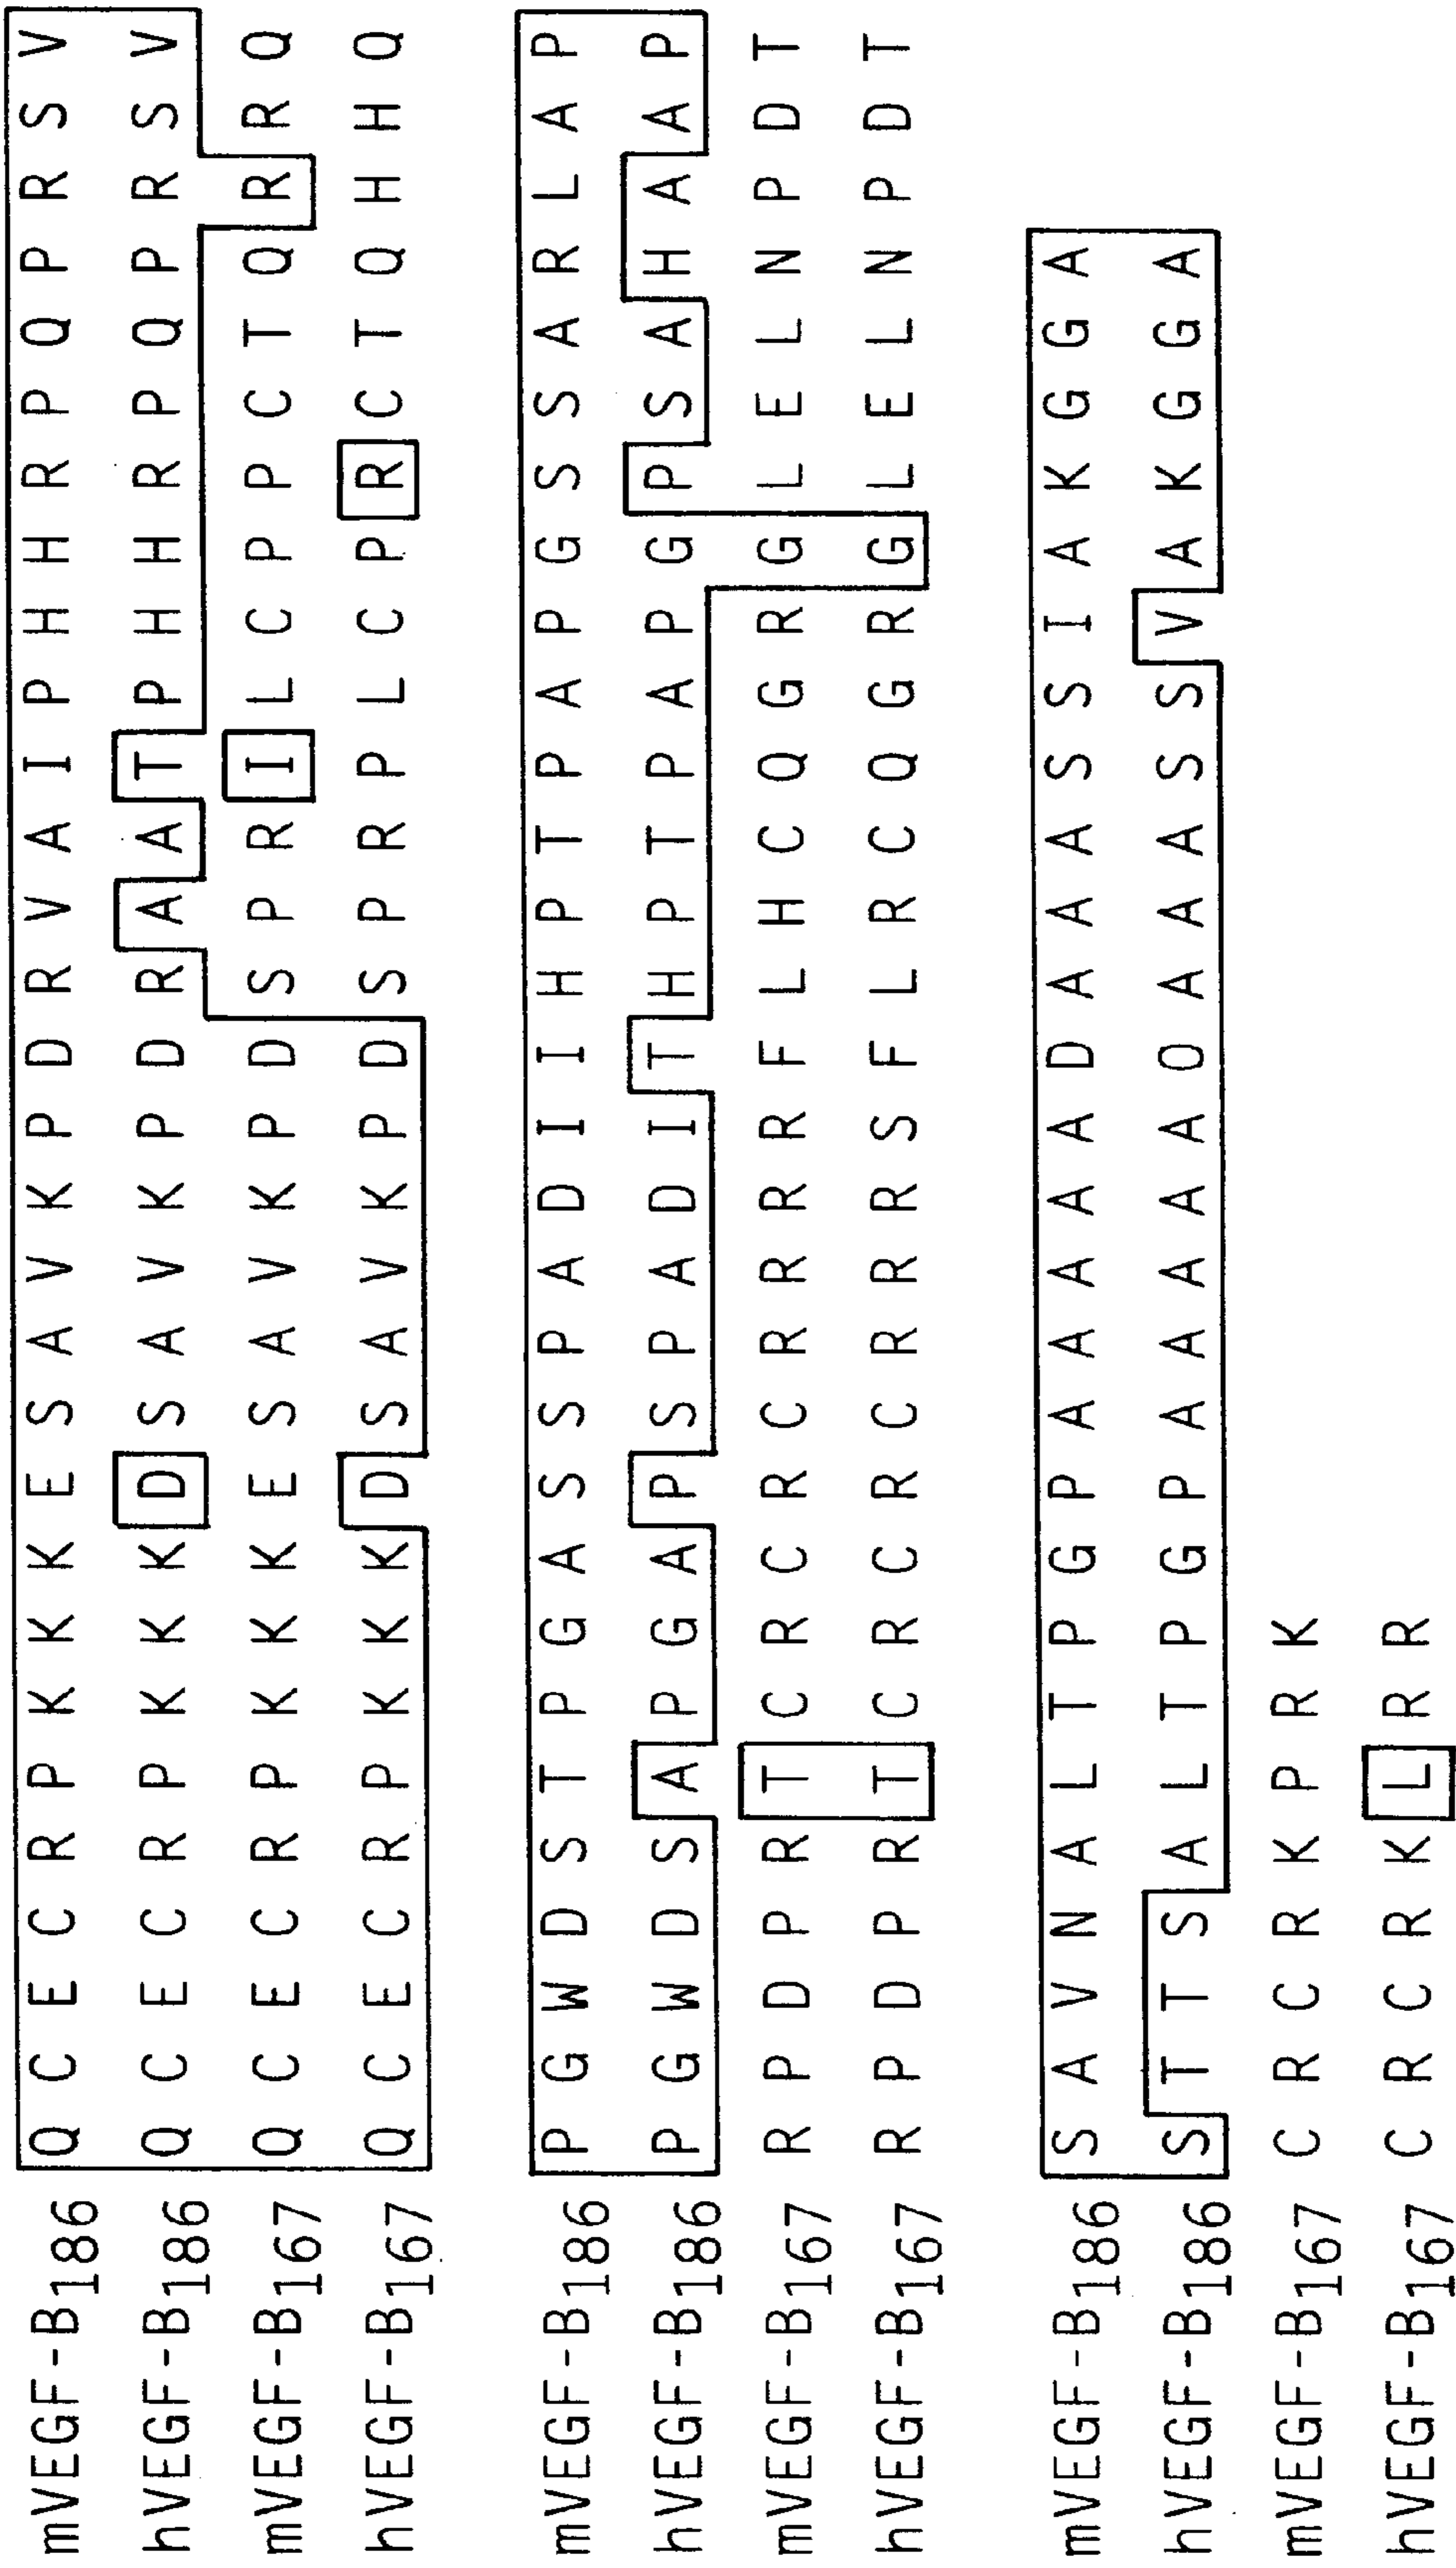 mVEGF-B186 Q C E C R P K K K E S A V K P D R V A I P H H R P Q P R S V
hVEGF-B186 Q C E C R P K K K D S A V K P D R A A T P H H R P Q P R S V
mVEGF-B167 Q C E C R P K K K E S A V K P D S P R I L C P P C T Q R R Q
hVEGF-B167 Q C E C R P K K K D S A V K P D S P R P L C P R C T Q H H Q
mVEGF-B186 P G W D S T P G A S S P A D I I H P T P A P G S S A R L A P
hVEGF-B186 P G W D S A P G A P S P A D I T H P T P A P G P S A H A A P
mVEGF-B167 R P D P R T C R C R C R R R R F L H C Q G R G L E L N P D T
hVEGF-B167 R P D P R T C R C R C R R R S F L R C Q G R G L E L N P D T
mVEGF-B186 S A V N A L T P G P A A A A A D A A A S S I A K G G A
hVEGF-B186 S T T S A L T P G P A A A A A O A A A S S V A K G G A
mVEGF-B167 C R C R K P R K
hVEGF-B167 C R C R K L R R